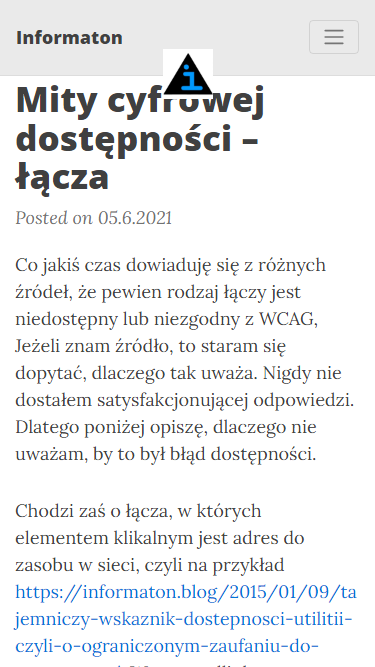 Informaton
i
Mity cyfrowej
dostępności –
łącza
Posted on 05.6.2021
Co jakiś czas dowiaduję się z różnych
źródeł, że pewien rodzaj łączy jest
niedostępny lub niezgodny z WCAG,
Jeżeli znam źródło, to staram się
dopytać, dlaczego tak uważa. Nigdy nie
dostałem satysfakcjonującej odpowiedzi.
Dlatego poniżej opiszę, dlaczego nie
uważam, by to był błąd dostępności.
Chodzi zaś o łącza, w których
elementem klikalnym jest adres do
zasobu w sieci, czyli na przykład
https://informaton.blog/2015/01/09/ta
jemniczy-wskaznik-dostepnosci-utilitii-
czyli-o-ograniczonym-zaufaniu-do-